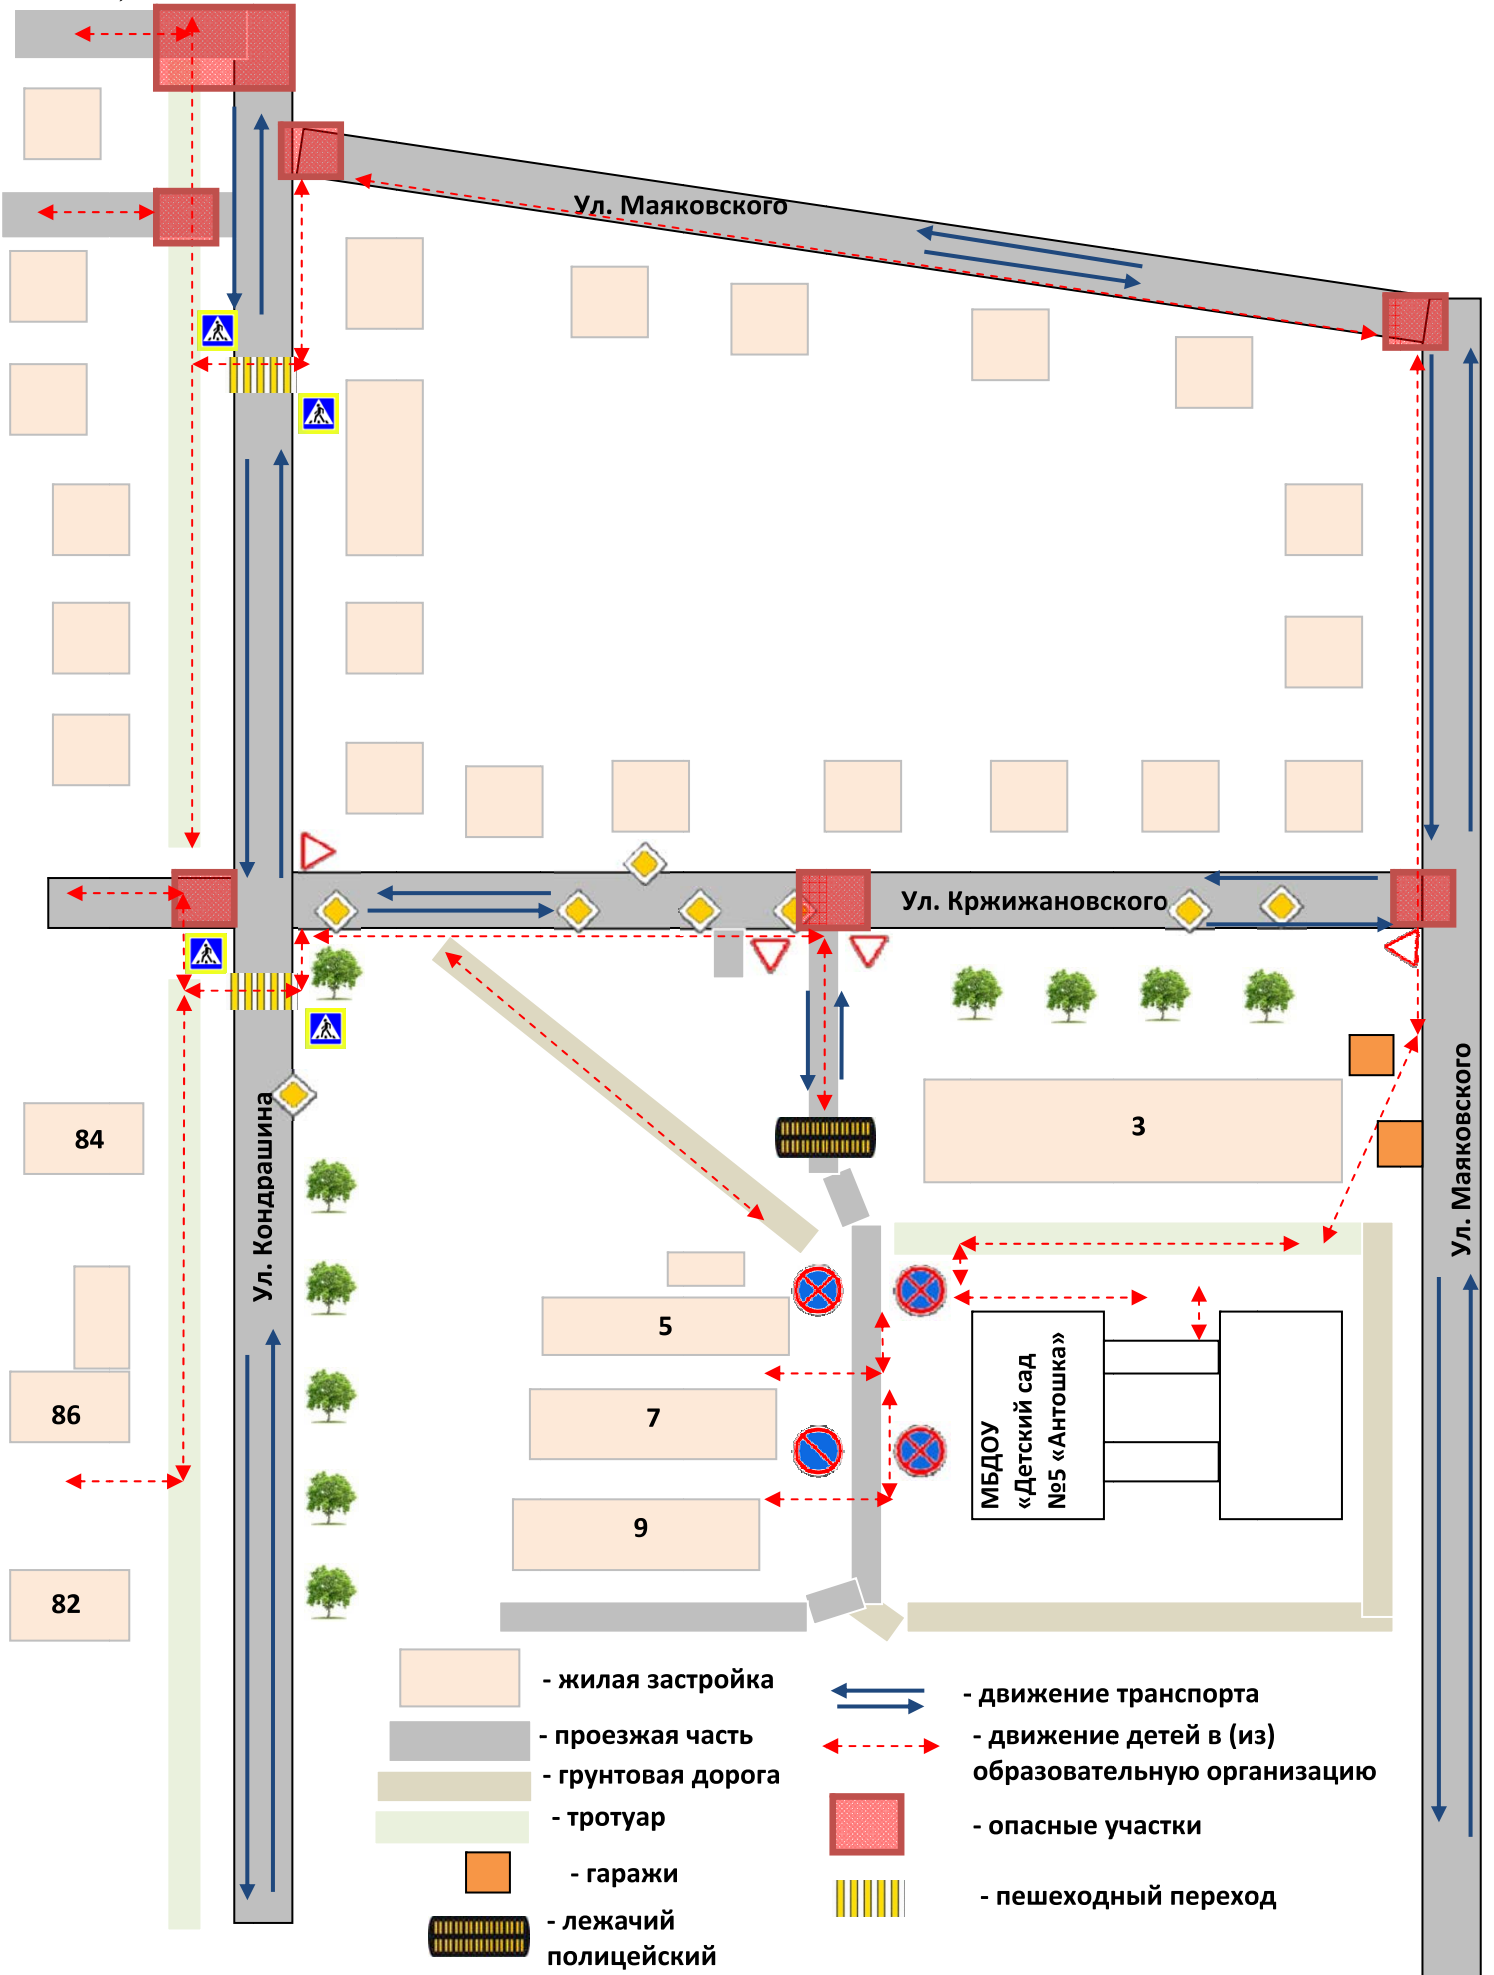 Ул. Маяковского
Ул. Кржижановского
Ул. Кондрашина
Ул. Маяковского
84
3
5
86
7
9
82
МБДОУ
«Детский сад
№5 «Антошка»
- жилая застройка
- проезжая часть
- грунтовая дорога
- тротуар
- гаражи
- лежачий
полицейский
- движение транспорта
- движение детей в (из)
образовательную организацию
- опасные участки
- пешеходный переход